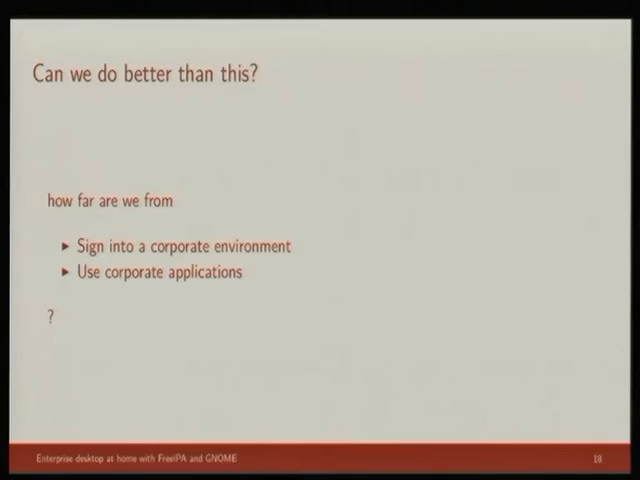 Can we do better than this?
how far are we from
▶ Sign into a corporate environment
▶ Use corporate applications
?
Enterprise desktop at home with FreeIPA and GNOME
18